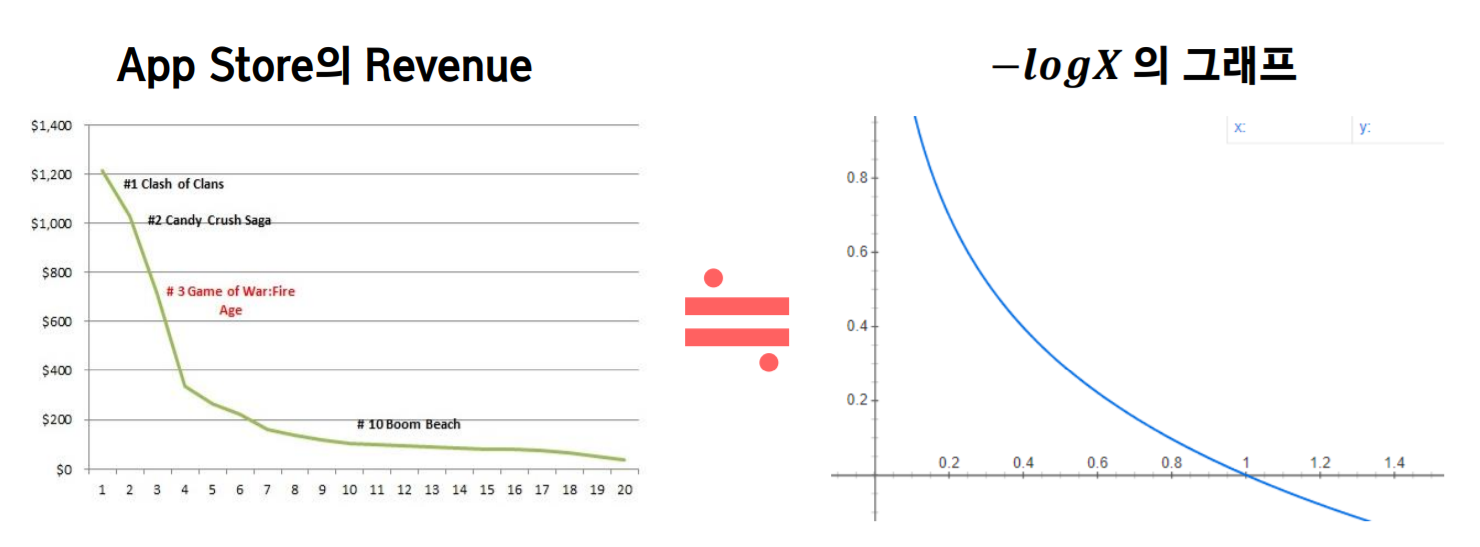 App Store의 Revenue
$1,400
$1,200
$1,000
$800
$600
$400
$200
$0
#1 Clash of Clans
#2 Candy Crush Saga
# 3 Game of War:Fire
Age
# 10 Boom Beach
1 2 3 4 5 6 7 8 9 10 11 12 13 14 15 16 17 18 19 20
≒
−logX 의 그래프
x: y:
0.8
0.6
0.4
0.2
0.2 0.4 0.6 0.8 1 1.2 1.4